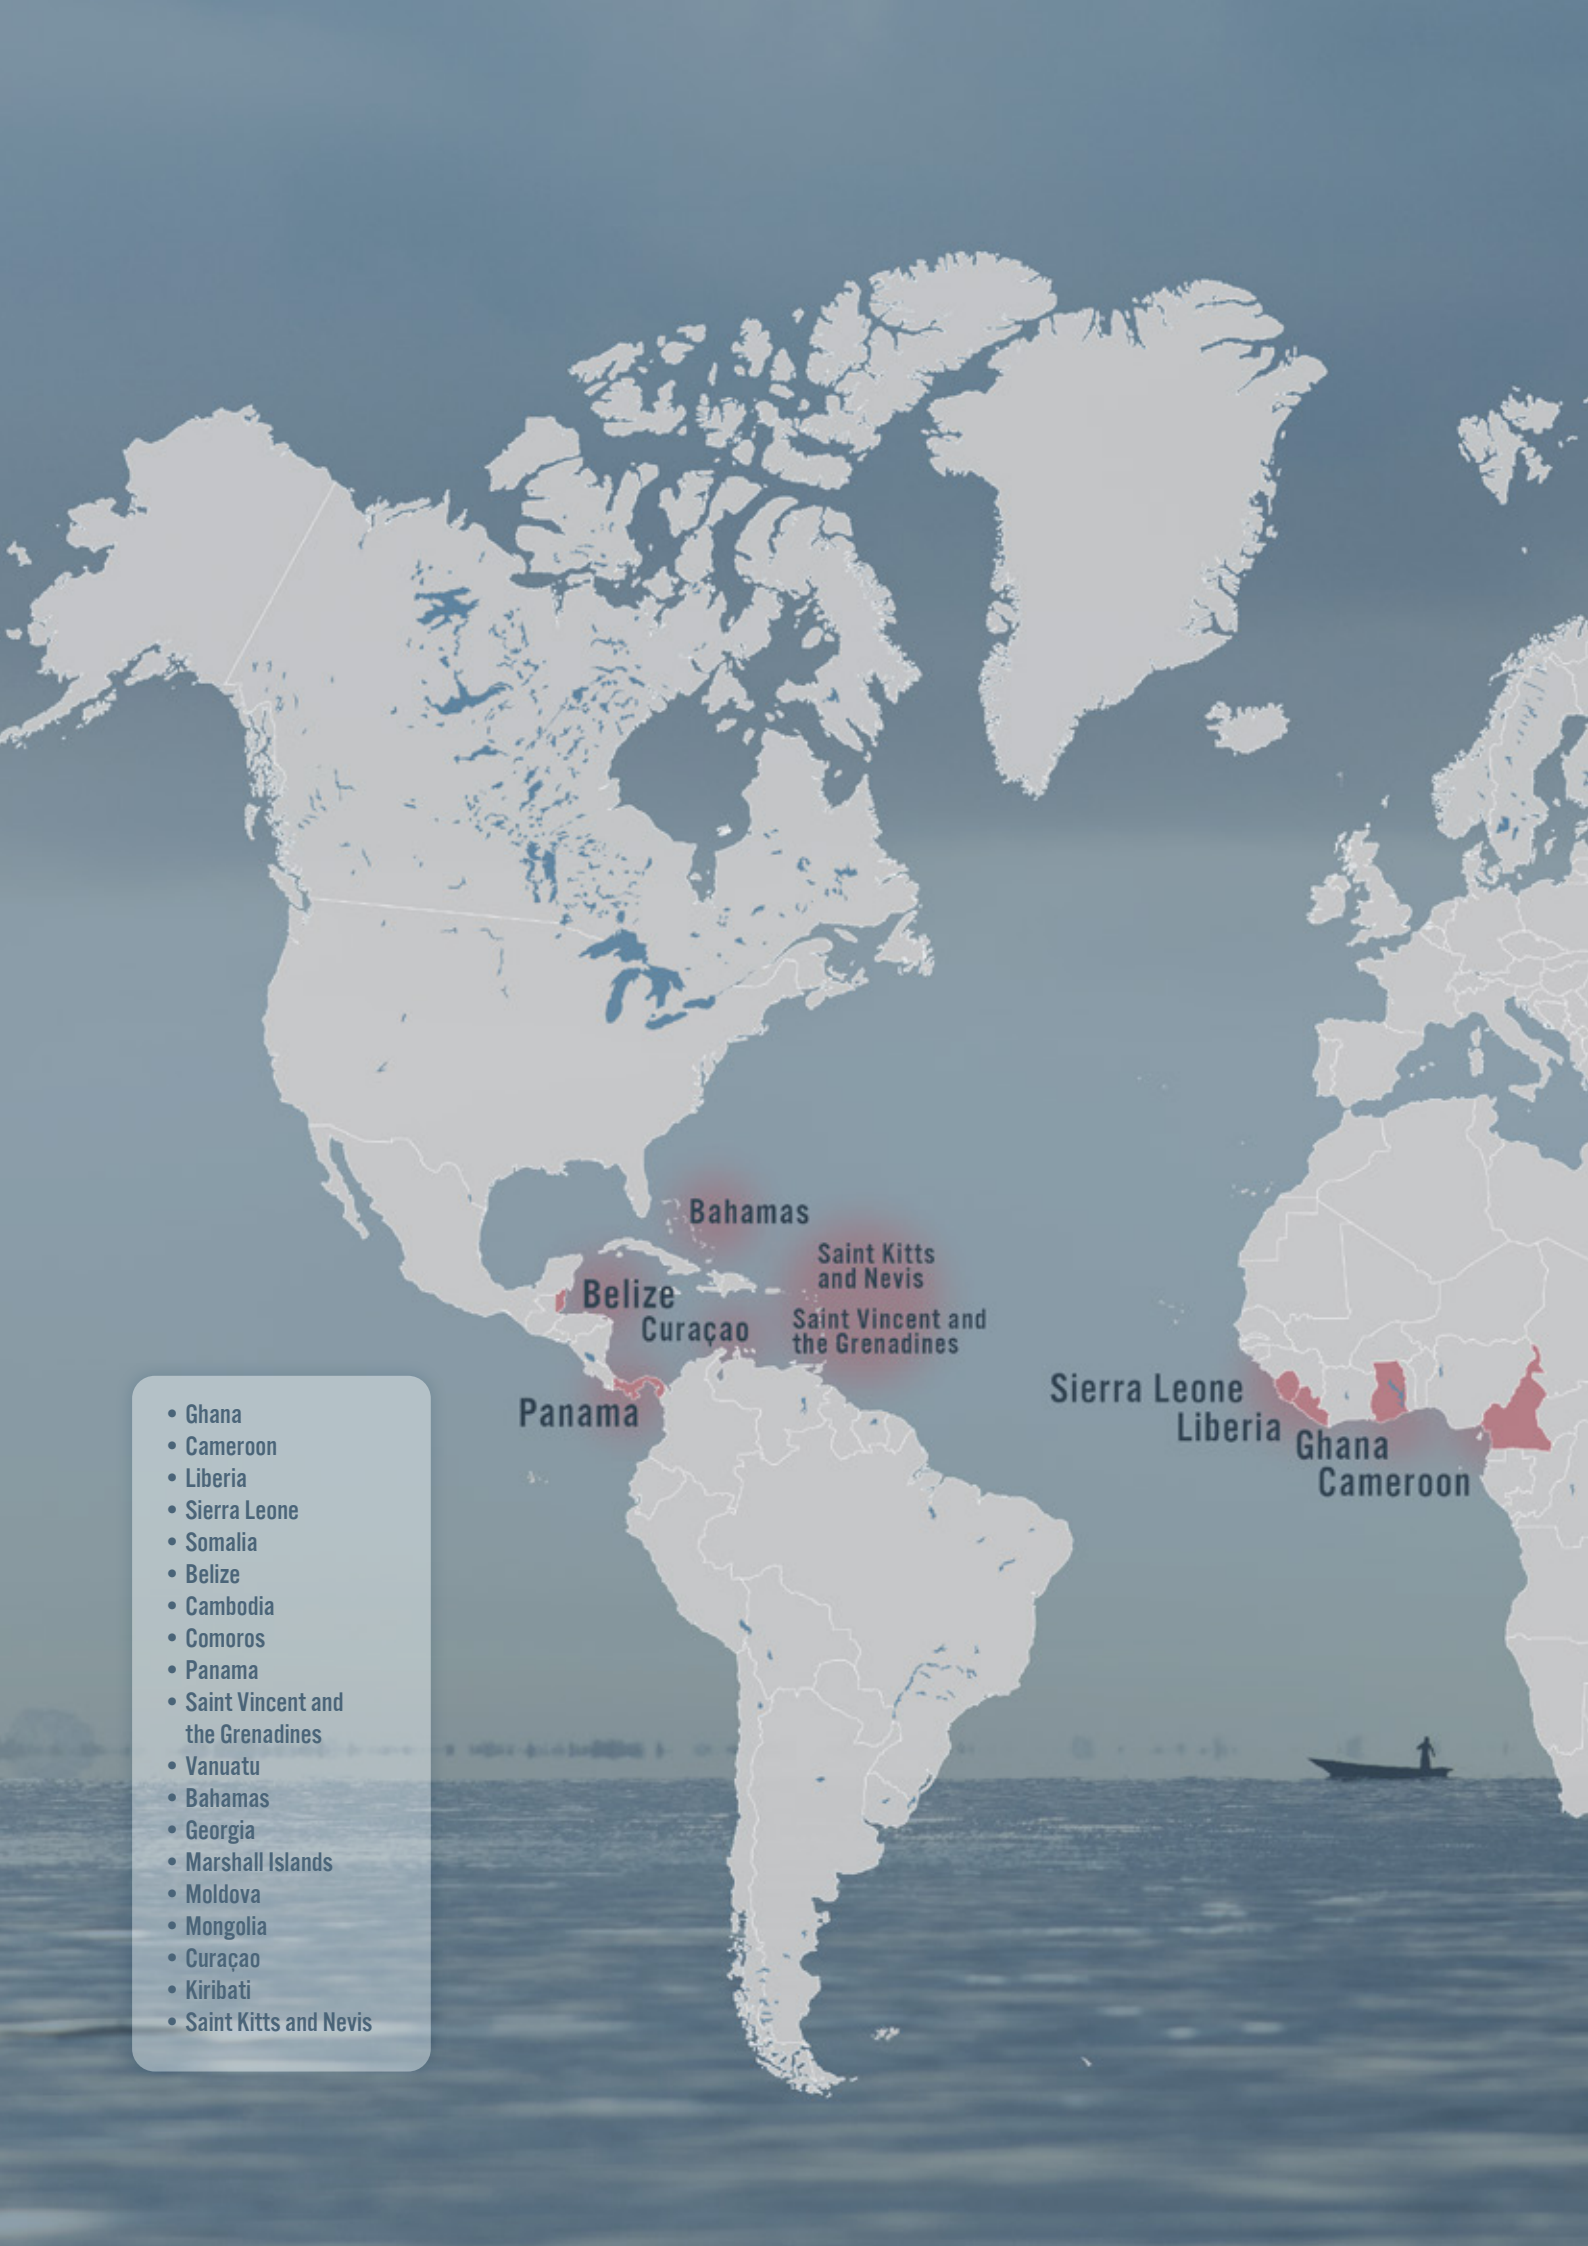 Bahamas
Saint Kitts
and Nevis
Belize
Saint Vincent and
the Grenadines
Curaçao
Panama
Sierra Leone
Liberia
Ghana
Cameroon
• Ghana
• Cameroon
• Liberia
• Sierra Leone
• Somalia
• Belize
• Cambodia
• Comoros
• Panama
• Saint Vincent and
the Grenadines
• Vanuatu
• Bahamas
• Georgia
• Marshall Islands
• Moldova
• Mongolia
• Curaçao
• Kiribati
• Saint Kitts and Nevis